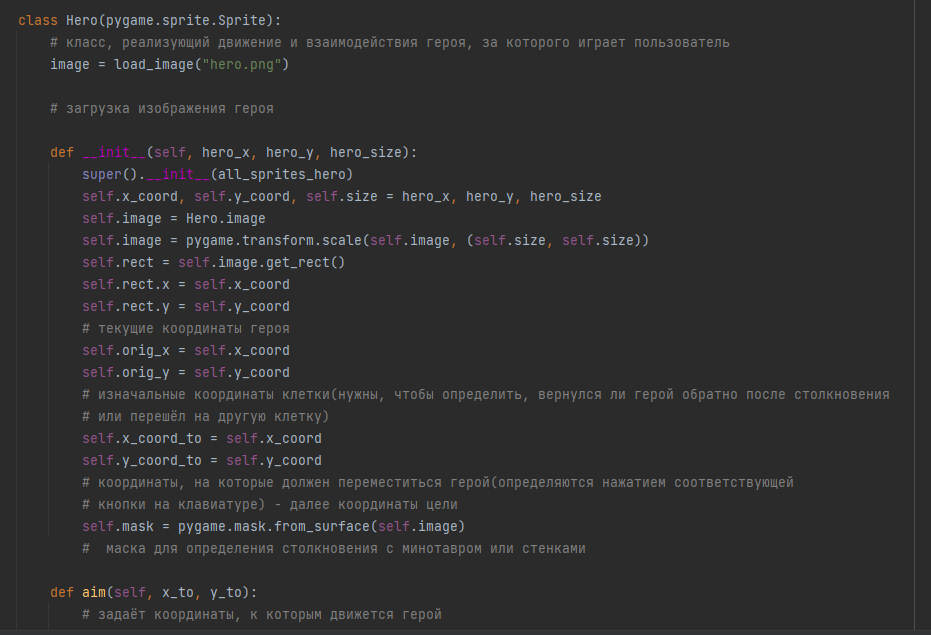 class Hero(pygame.sprite.Sprite):
    # класс, реализующий движение и взаимодействия героя, за которого играет пользователь
    image = load_image("hero.png")

    # загрузка изображения героя

    def __init__(self, hero_x, hero_y, hero_size):
        super().__init__(all_sprites_hero)
        self.x_coord, self.y_coord, self.size = hero_x, hero_y, hero_size
        self.image = Hero.image
        self.image = pygame.transform.scale(self.image, (self.size, self.size))
        self.rect = self.image.get_rect()
        self.rect.x = self.x_coord
        self.rect.y = self.y_coord
        # текущие координаты героя
        self.orig_x = self.x_coord
        self.orig_y = self.y_coord
        # изначальные координаты клетки(нужны, чтобы определить, вернулся ли герой обратно после столкновения
        # или перешёл на другую клетку)
        self.x_coord_to = self.x_coord
        self.y_coord_to = self.y_coord
        # координаты, на которые должен переместиться герой(определяются нажатием соответствующей
        # кнопки на клавиатуре) - далее координаты цели
        self.mask = pygame.mask.from_surface(self.image)
        #  маска для определения столкновения с минотавром или стенками

    def aim(self, x_to, y_to):
        # задаёт координаты, к которым движется герой